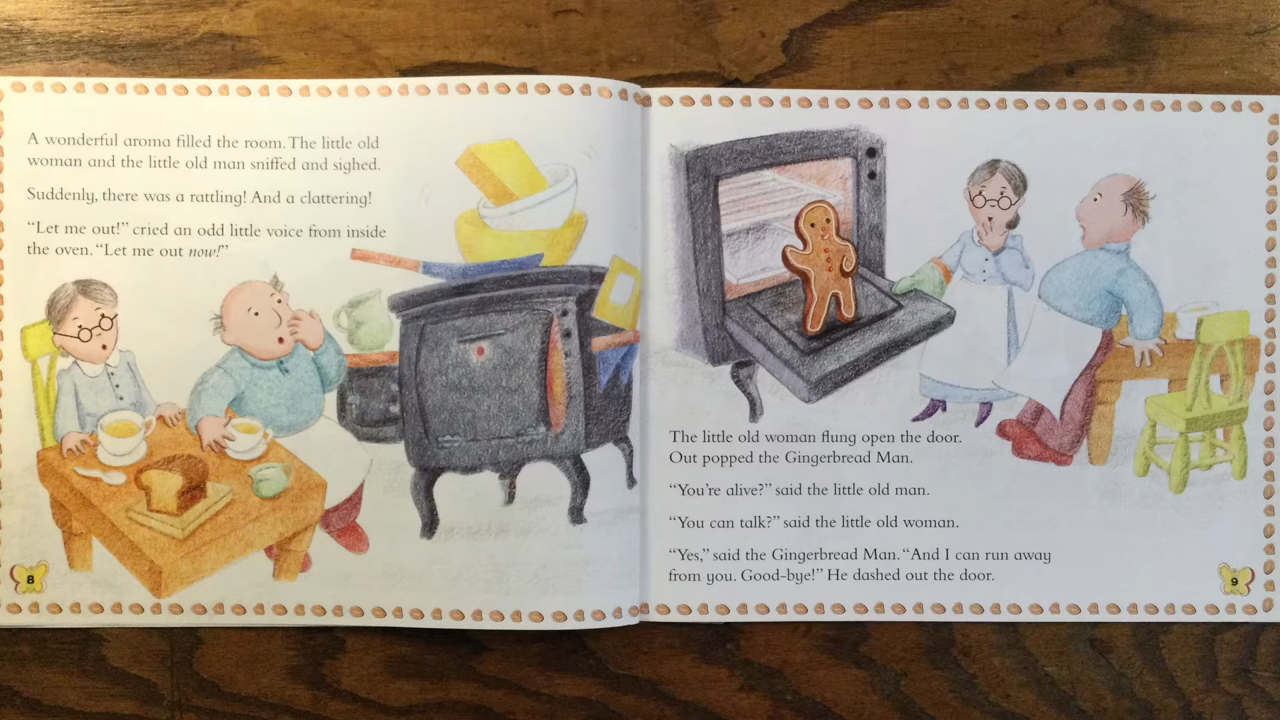 A wonderful aroma filled the room. The little old
woman and the little old man sniffed and sighed.
Suddenly, there was a rattling! And a clattering!
“Let me out!” cried an odd little voice from inside
the oven. “Let me out now!”
8
The little old woman flung open the door.
Out popped the Gingerbread Man.
“You’re alive?” said the little old man.
“You can talk?” said the little old woman.
“Yes,” said the Gingerbread Man. “And I can run away
from you. Good-bye!” He dashed out the door.
9